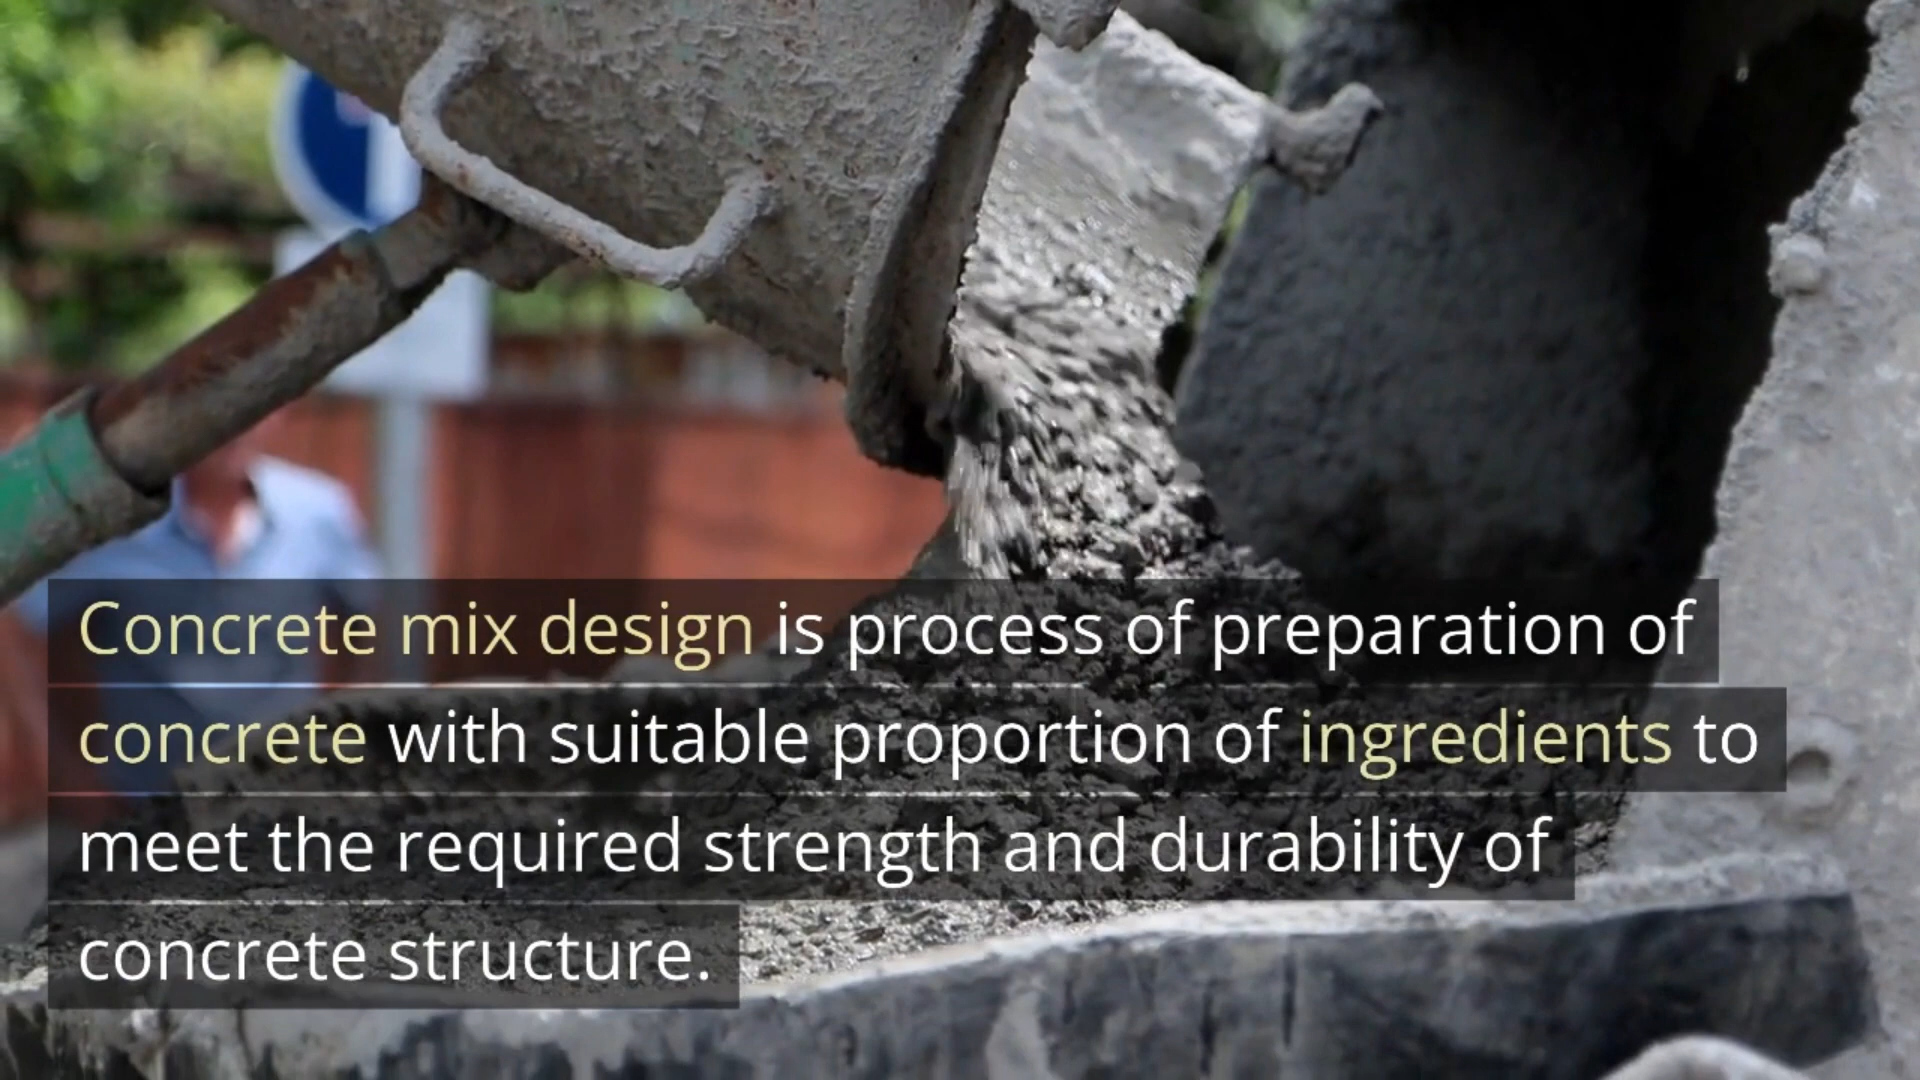 Concrete mix design is process of preparation of
concrete with suitable proportion of ingredients to
meet the required strength and durability of
concrete structure.